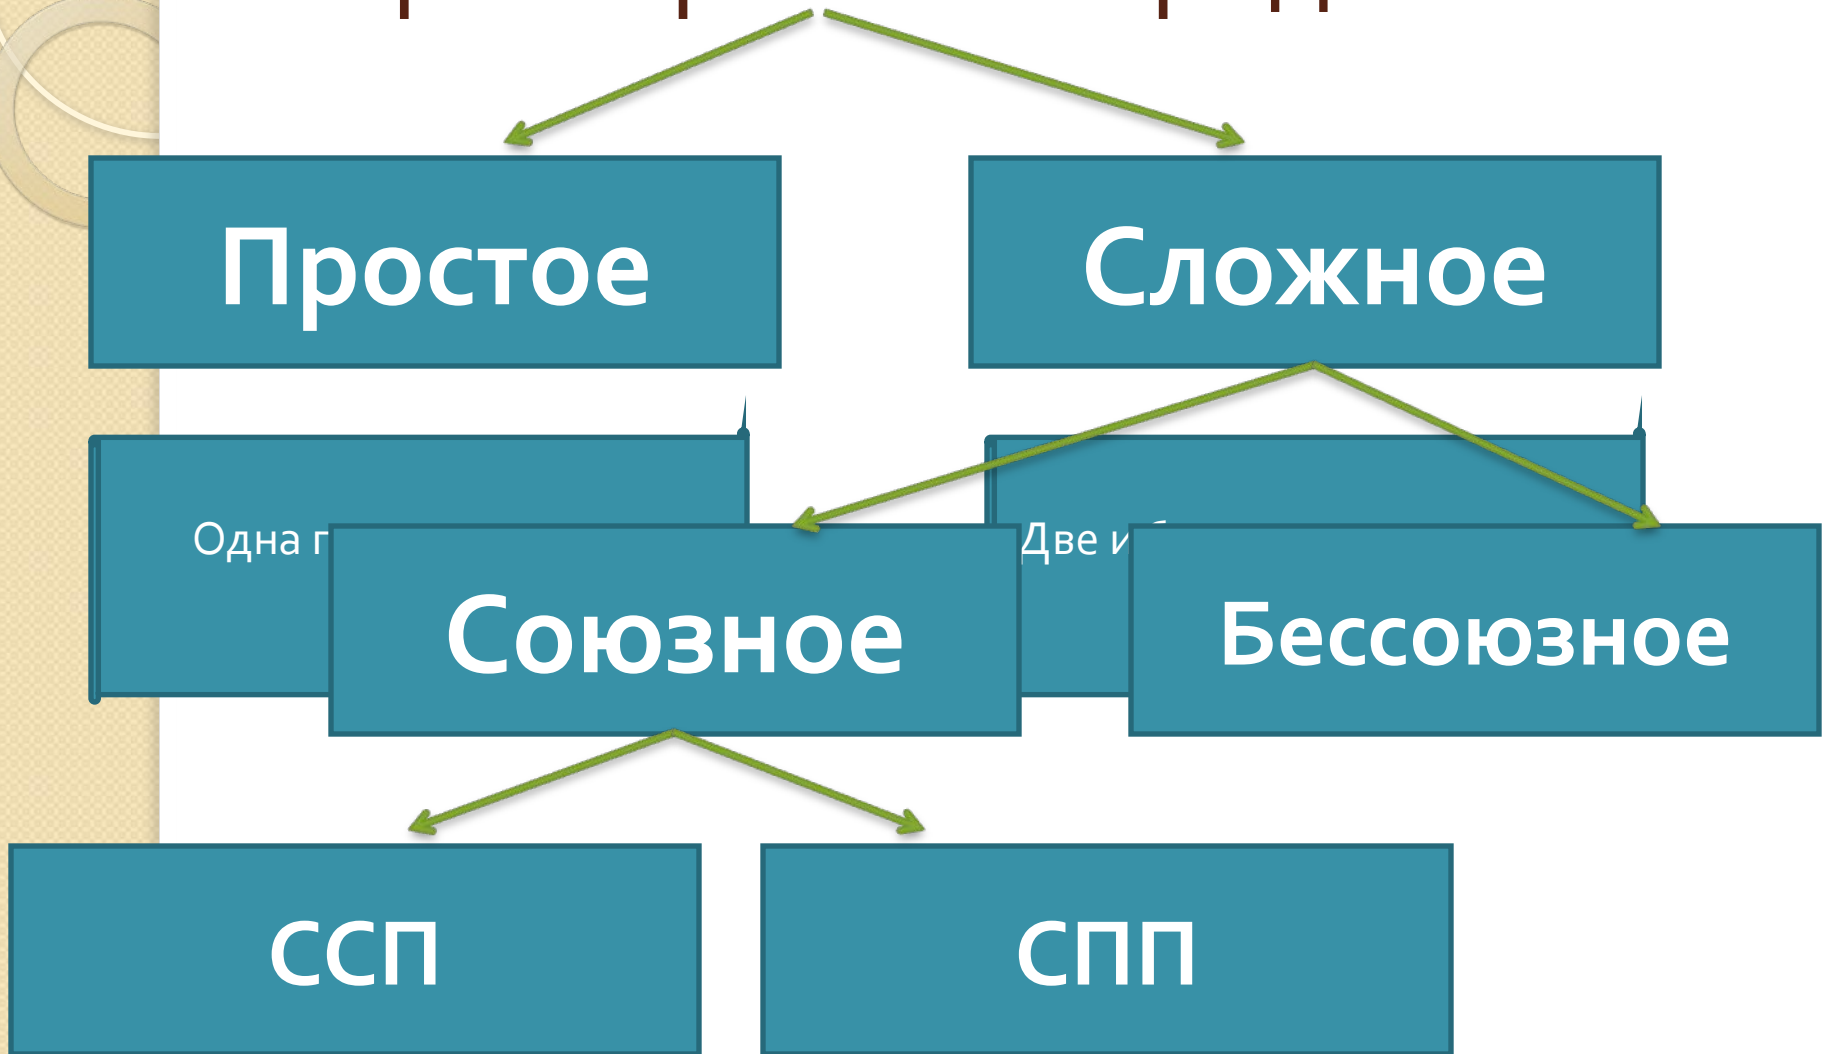 Простое
Сложное
Одна
Две
Союзное
Бессоюзное
ССП
СПП